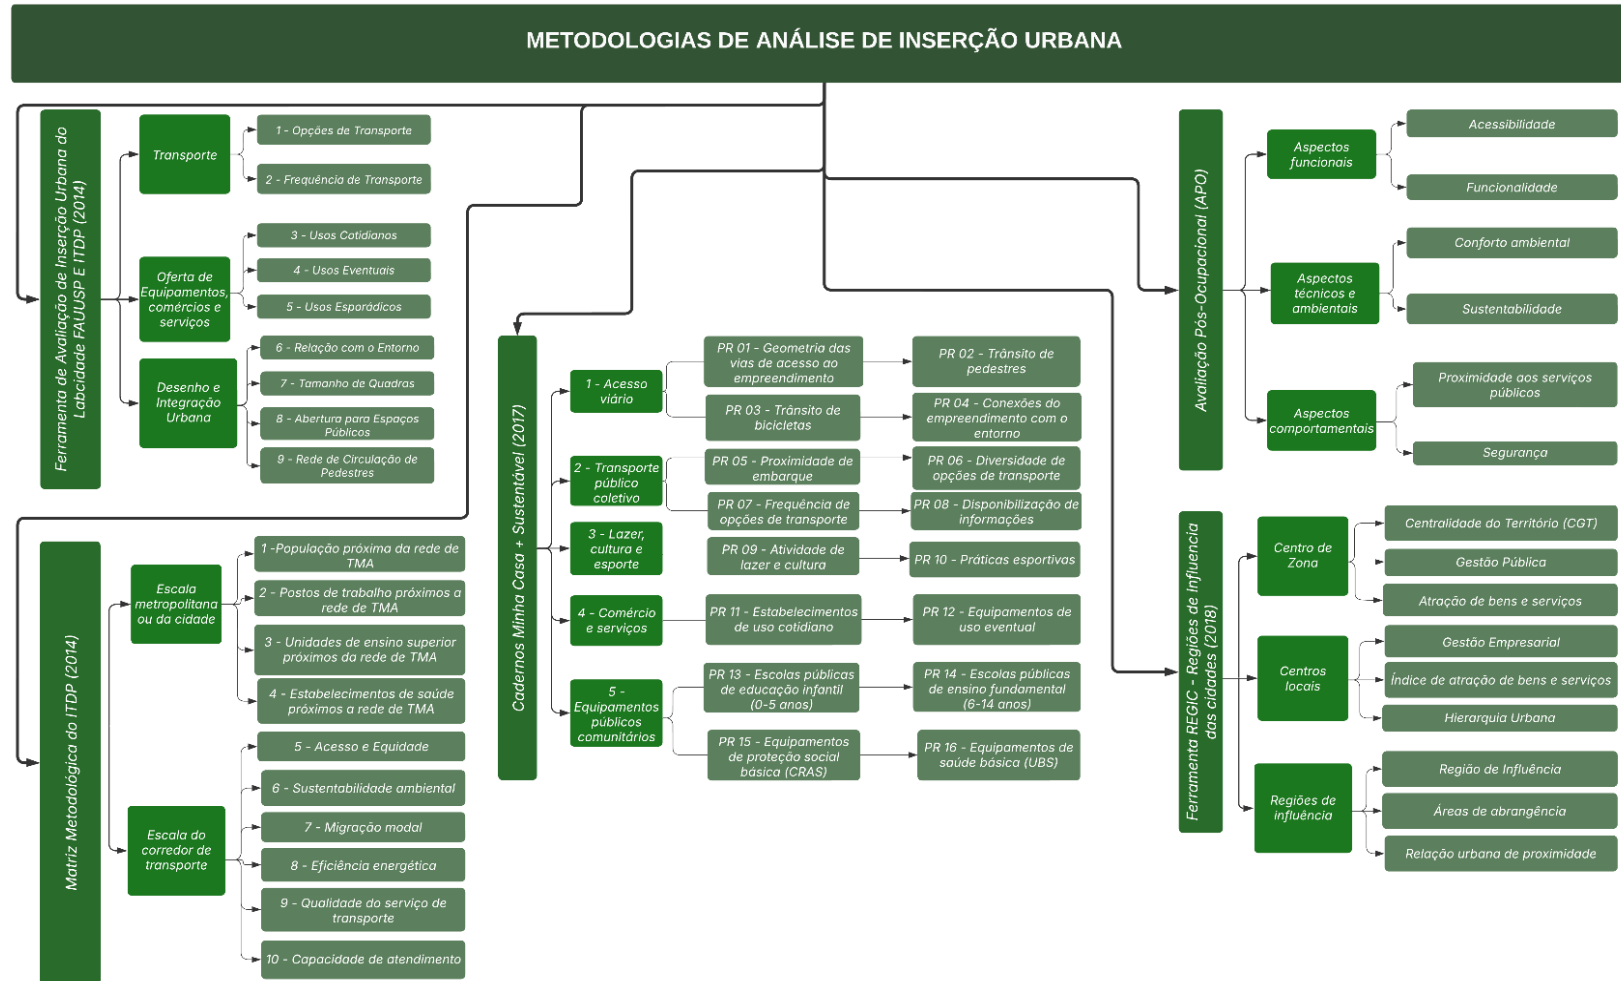 METODOLOGIAS DE ANÁLISE DE INSERÇÃO URBANA
Ferramenta de Avaliação de Inserção Urbana do
Labcidade FAUUSP E ITDP (2014)
Transporte
1 - Opções de Transporte
2 - Frequência de Transporte
Oferta de
Equipamentos,
comércios e
serviços
3 - Usos Cotidianos
4 - Usos Eventuais
5 - Usos Esporádicos
Desenho e
Integração
Urbana
6 - Relação com o Entorno
7 - Tamanho de Quadras
8 - Abertura para Espaços
Públicos
9 - Rede de Circulação de
Pedestres
Matriz Metodológica do ITDP (2014)
Escala
metropolitana
ou da cidade
1 -População próxima da rede de
TMA
2 - Postos de trabalho próximos a
rede de TMA
3 - Unidades de ensino superior
próximos da rede de TMA
4 - Estabelecimentos de saúde
próximos a rede de TMA
Escala do
corredor de
transporte
5 - Acesso e Equidade
6 - Sustentabilidade ambiental
7 - Migração modal
8 - Eficiência energética
9 - Qualidade do serviço de
transporte
10 - Capacidade de atendimento
Cadernos Minha Casa + Sustentável (2017)
1 - Acesso
viário
PR 01 - Geometria das
vias de acesso ao
empreendimento
PR 02 - Trânsito de
pedestres
PR 03 - Trânsito de
bicicletas
PR 04 - Conexões do
empreendimento com o
entorno
2 - Transporte
público
coletivo
PR 05 - Proximidade de
embarque
PR 06 - Diversidade de
opções de transporte
PR 07 - Frequência de
opções de transporte
PR 08 - Disponibilização de
informações
3 - Lazer,
cultura e
esporte
PR 09 - Atividade de
lazer e cultura
PR 10 - Práticas esportivas
4 - Comércio
e serviços
PR 11 - Estabelecimentos
de uso cotidiano
PR 12 - Equipamentos de
uso eventual
5 -
Equipamentos
públicos
comunitários
PR 13 - Escolas públicas
de educação infantil
(0-5 anos)
PR 14 - Escolas públicas
de ensino fundamental
(6-14 anos)
PR 15 - Equipamentos
de proteção social
básica (CRAS)
PR 16 - Equipamentos de
saúde básica (UBS)
Avaliação Pós-Ocupacional (APO)
Aspectos
funcionais
Acessibilidade
Funcionalidade
Aspectos
técnicos e
ambientais
Conforto ambiental
Sustentabilidade
Aspectos
comportamentais
Proximidade aos serviços
públicos
Segurança
Ferramenta REGIC - Regiões de Influencia
das cidades (2018)
Centro de
Zona
Centralidade do Território (CGT)
Gestão Pública
Atração de bens e serviços
Centros
locais
Gestão Empresarial
Índice de atração de bens e serviços
Hierarquia Urbana
Regiões de
influência
Região de Influência
Áreas de abrangência
Relação urbana de proximidade